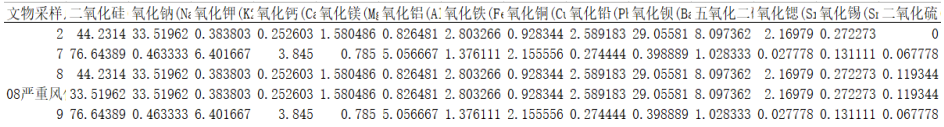 文物采样 二氧化硅 氧化钠(Na 氧化钾(K 氧化钙(Ca 氧化镁(Mg 氧化铝(A 氧化铁(Fe 氧化铜(Cu 氧化铅(Pb 氧化钡(Ba 五氧化二 氧化锶(Sr 氧化锡(Sn 二氧化硫
2 44.2314 33.51962 0.383803 0.252603 1.580486 0.826481 2.803266 0.928344 2.589183 29.05581 8.097362 2.16979 0.272273 0
7 76.64389 0.463333 6.401667 3.845 0.785 5.056667 1.376111 2.155556 0.274444 0.398889 1.028333 0.027778 0.131111 0.067778
8 44.2314 33.51962 0.383803 0.252603 1.580486 0.826481 2.803266 0.928344 2.589183 29.05581 8.097362 2.16979 0.272273 0.119344
08严重风 33.51962 33.51962 0.383803 0.252603 1.580486 0.826481 2.803266 0.928344 2.589183 29.05581 8.097362 2.16979 0.272273 0.119344
9 76.64389 0.463333 6.401667 3.845 0.785 5.056667 1.376111 2.155556 0.274444 0.398889 1.028333 0.027778 0.131111 0.067778